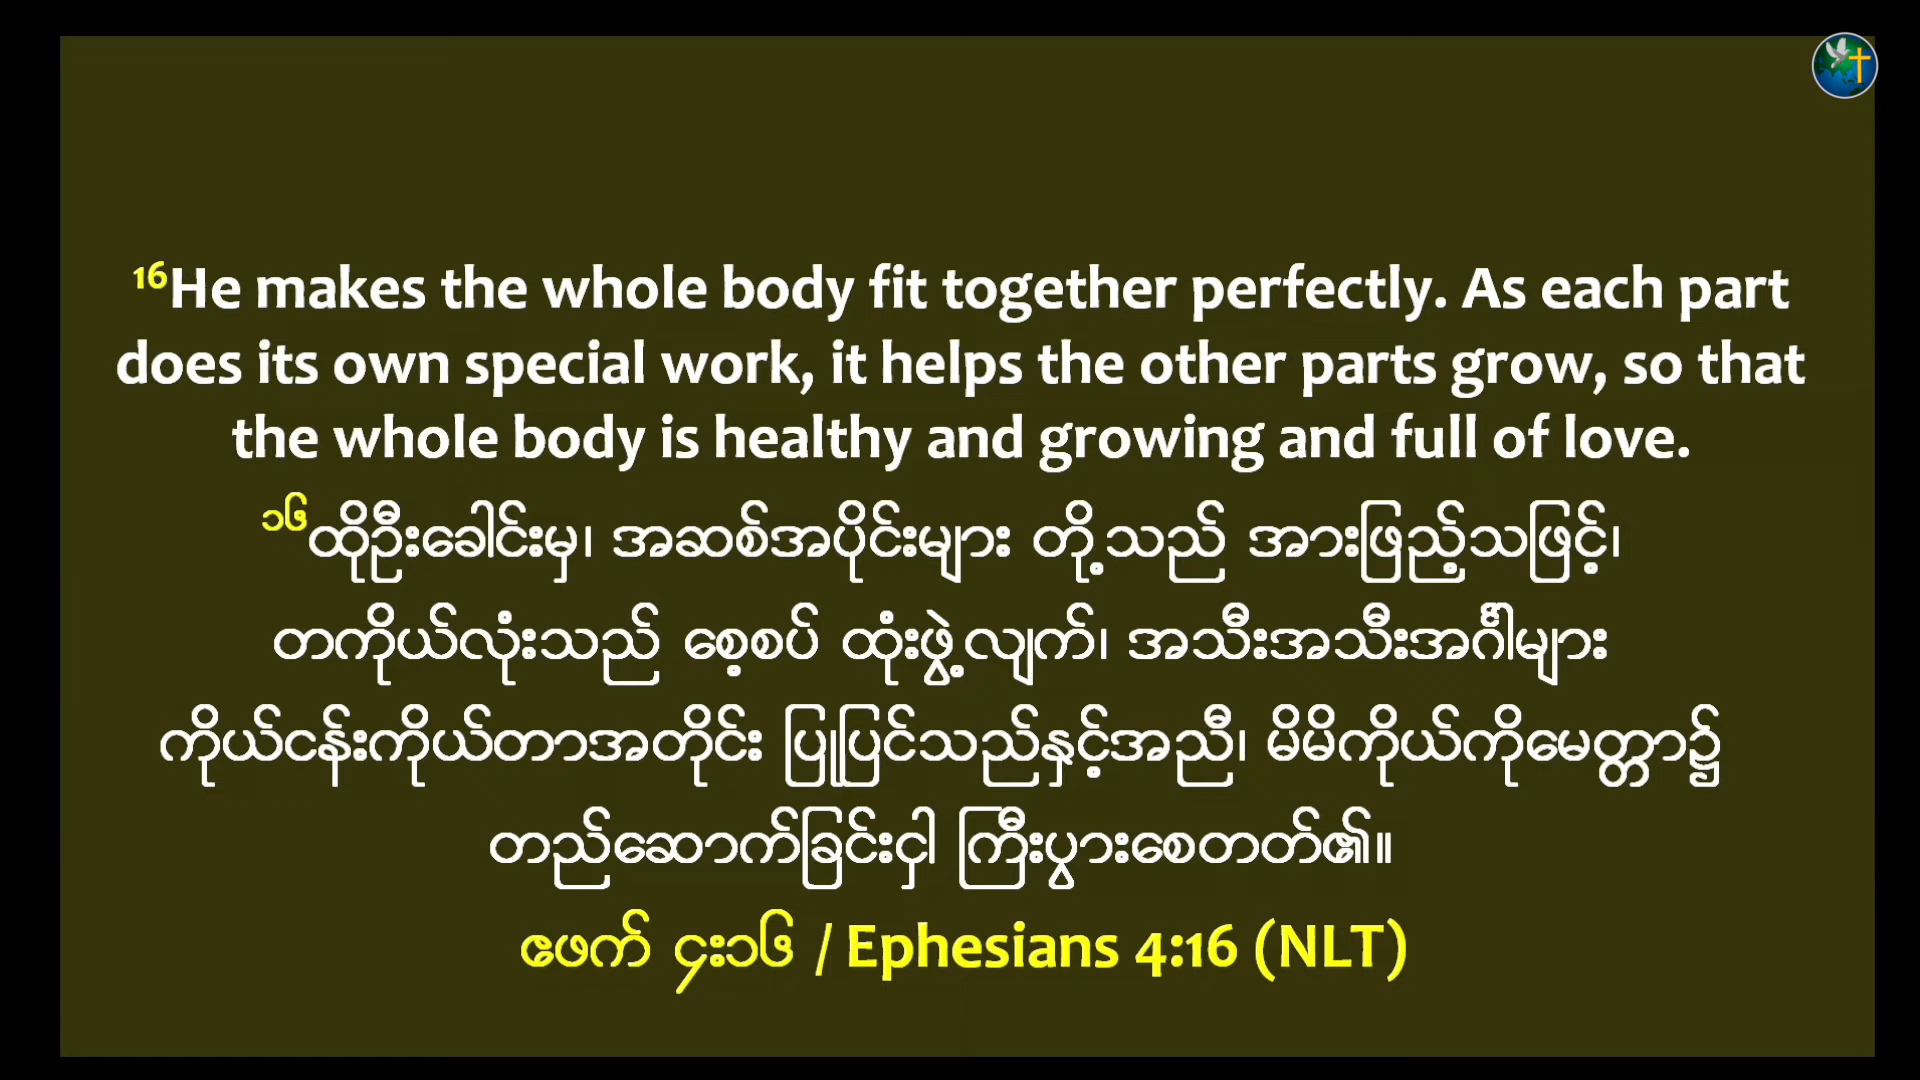 16He makes the whole body fit together perfectly. As each part
does its own special work, it helps the other parts grow, so that
the whole body is healthy and growing and full of love.
၁၆ထိုဦးခေါင်းမှ၊ အဆစ်အပိုင်းများ တို့သည် အားဖြည့်သဖြင့်၊
တကိုယ်လုံးသည် စေ့စပ် ထုံးဖွဲ့လျက်၊ အသီးအသီးအင်္ဂါများ
ကိုယ်ငန်းကိုယ်တာအတိုင်း ပြုပြင်သည်နှင့်အညီ၊ မိမိကိုယ်ကိုမေတ္တာ၌
တည်ဆောက်ခြင်းငှါ ကြီးပွားစေတတ်၏။
ဧဖက် ၄း၁၆ / Ephesians 4:16 (NLT)